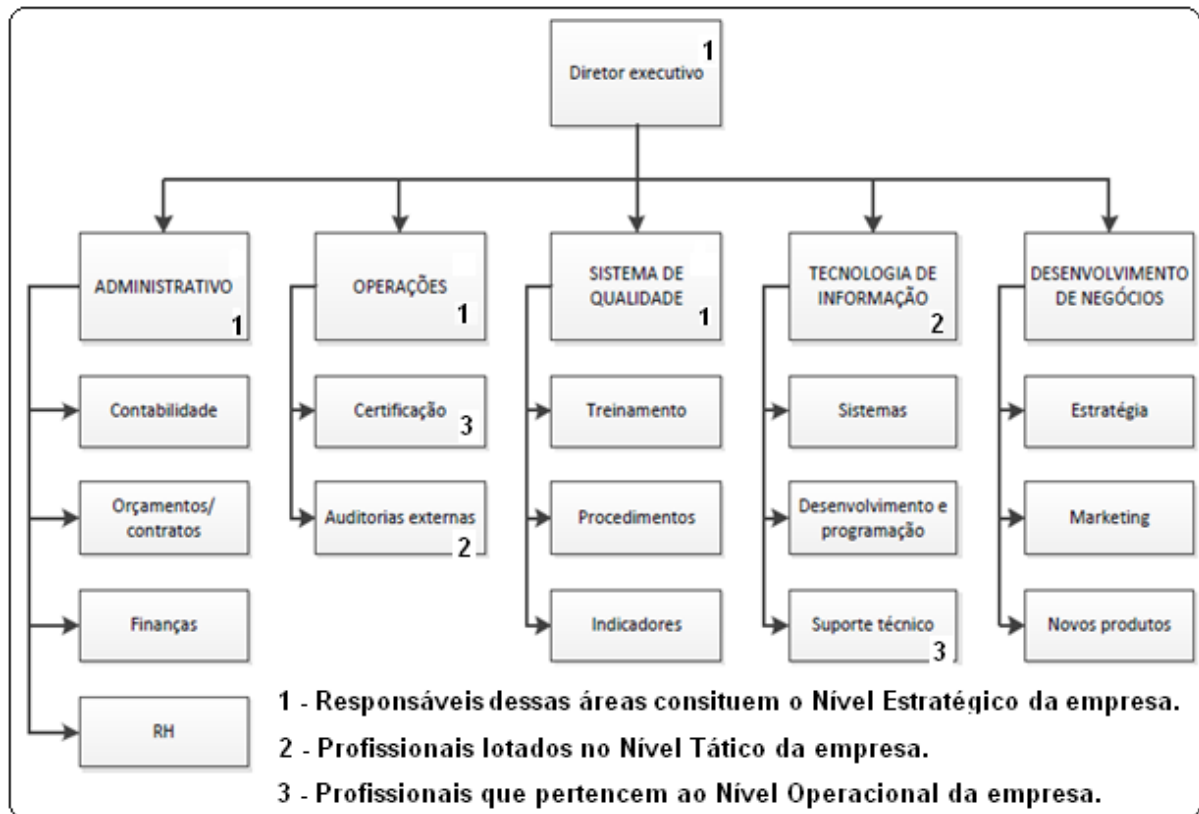 Diretor executivo
1
ADMINISTRATIVO
1
OPERAÇÕES
1
SISTEMA DE
QUALIDADE
1
TECNOLOGIA DE
INFORMAÇÃO
2
DESENVOLVIMENTO
DE NEGÓCIOS
Contabilidade
Certificação
3
Treinamento
Sistemas
Estratégia
Orçamentos/
contratos
Auditorias externas
2
Procedimentos
Desenvolvimento e
programação
Marketing
Finanças
Indicadores
Suporte técnico
3
Novos produtos
RH
1 - Responsáveis dessas áreas consituem o Nível Estratégico da empresa.
2 - Profissionais lotados no Nível Tático da empresa.
3 - Profissionais que pertencem ao Nível Operacional da empresa.